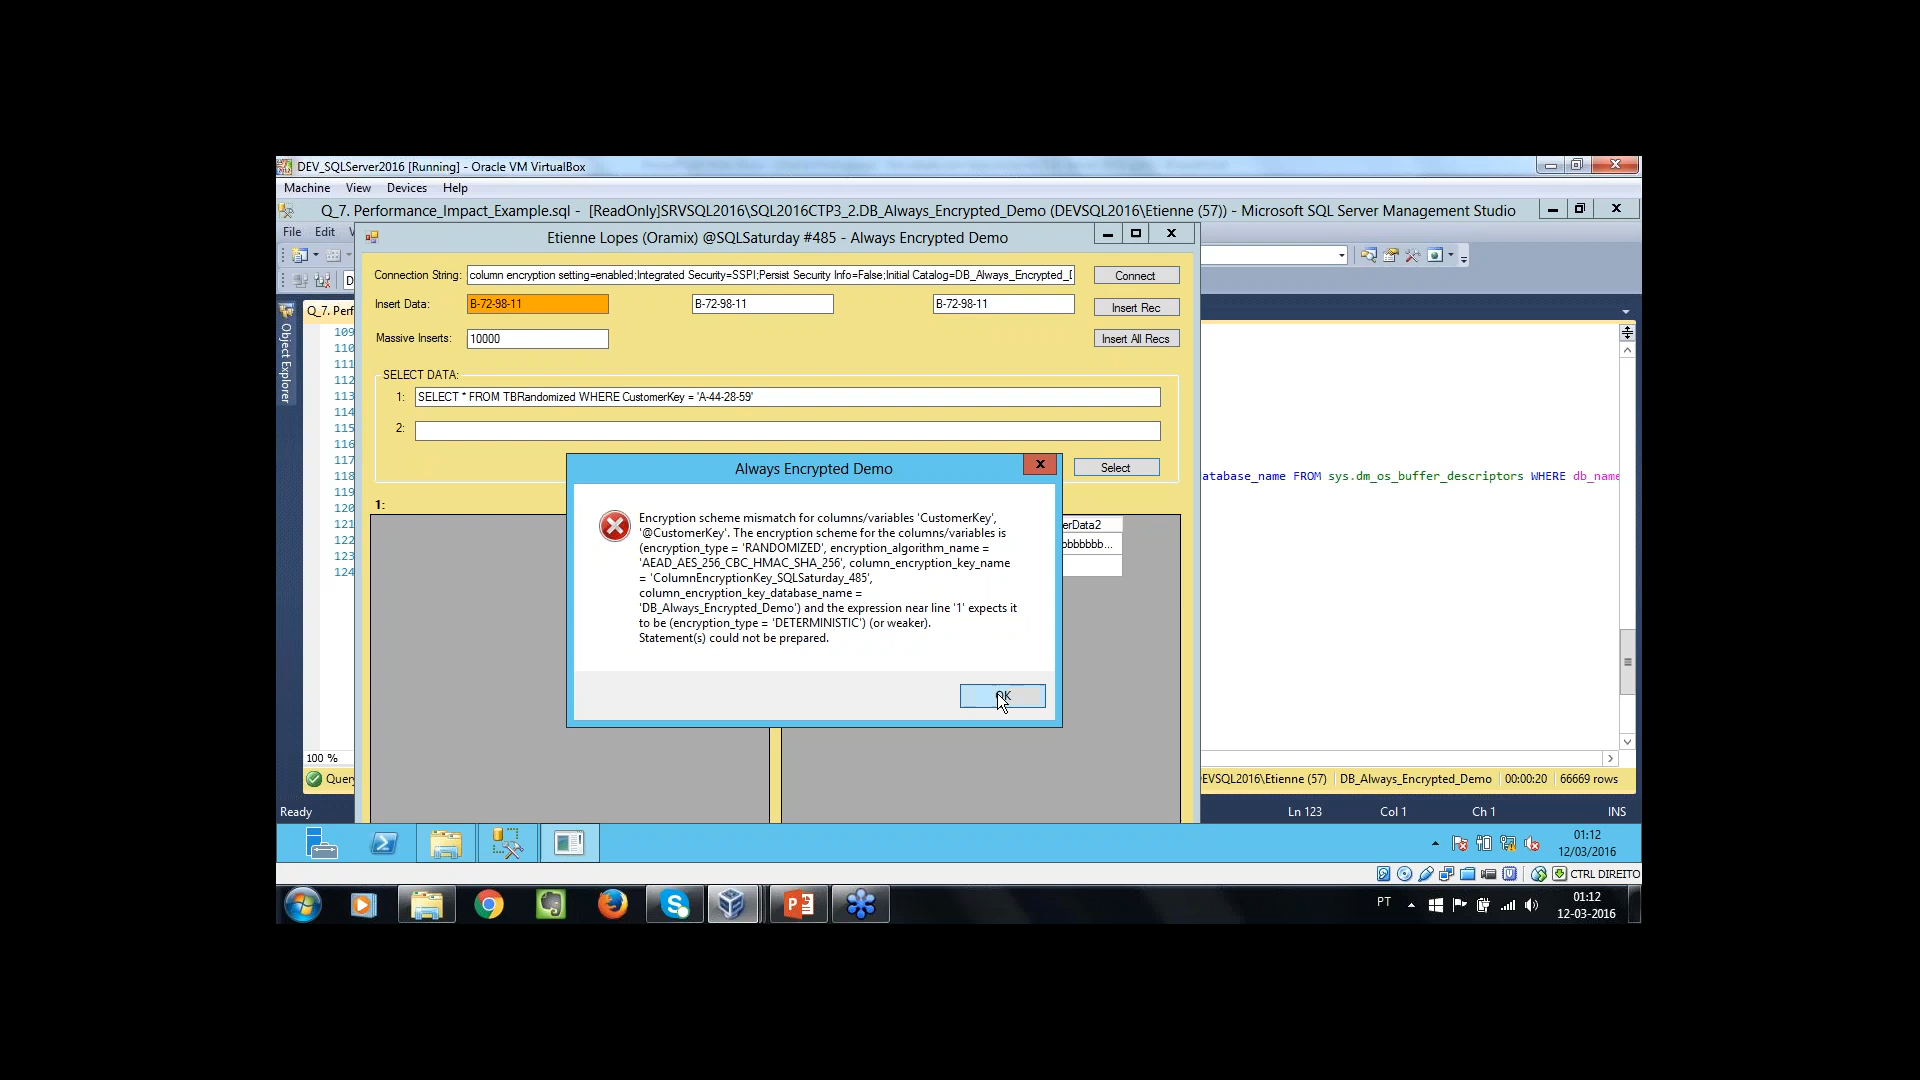 DEV_SQLServer2016 [Running] - Oracle VM VirtualBox
Machine View Devices Help
Q_7. Performance_Impact_Example.sql - [ReadOnly]SRVSQL2016\SQL2016CTP3_2.DB_Always_Encrypted_Demo (DEVSQL2016\Etienne (57)) - Microsoft SQL Server Management Studio
File Edit V
Etienne Lopes (Oramix) @SQLSaturday #485 - Always Encrypted Demo
Connection String: column encryption setting=enabled;Integrated Security=SSPI;Persist Security Info=False;Initial Catalog=DB_Always_Encrypted_D Connect
Insert Data: B-72-98-11 B-72-98-11 B-72-98-11 Insert Rec
Massive Inserts: 10000 Insert All Recs
SELECT DATA:
1: SELECT * FROM TBRandomized WHERE CustomerKey = 'A-44-28-59'
2:
Select
1:
Object Explorer
Q_7. Perf
109
110
111
112
113
114
115
116
117
118
119
120
121
122
123
124
atabase_name FROM sys.dm_os_buffer_descriptors WHERE db_name
erData2
bbbbbbb...
Always Encrypted Demo
Encryption scheme mismatch for columns/variables 'CustomerKey',
'@CustomerKey'. The encryption scheme for the columns/variables is
(encryption_type = 'RANDOMIZED', encryption_algorithm_name =
'AEAD_AES_256_CBC_HMAC_SHA_256', column_encryption_key_name
= 'ColumnEncryptionKey_SQLSaturday_485',
column_encryption_key_database_name =
'DB_Always_Encrypted_Demo') and the expression near line '1' expects it
to be (encryption_type = 'DETERMINISTIC') (or weaker).
Statement(s) could not be prepared.
OK
100 %
Query
EVSQL2016\Etienne (57) DB_Always_Encrypted_Demo 00:00:20 66669 rows
Ready Ln 123 Col 1 Ch 1 INS
01:12
12/03/2016
CTRL DIREITO
PT
01:12
12-03-2016